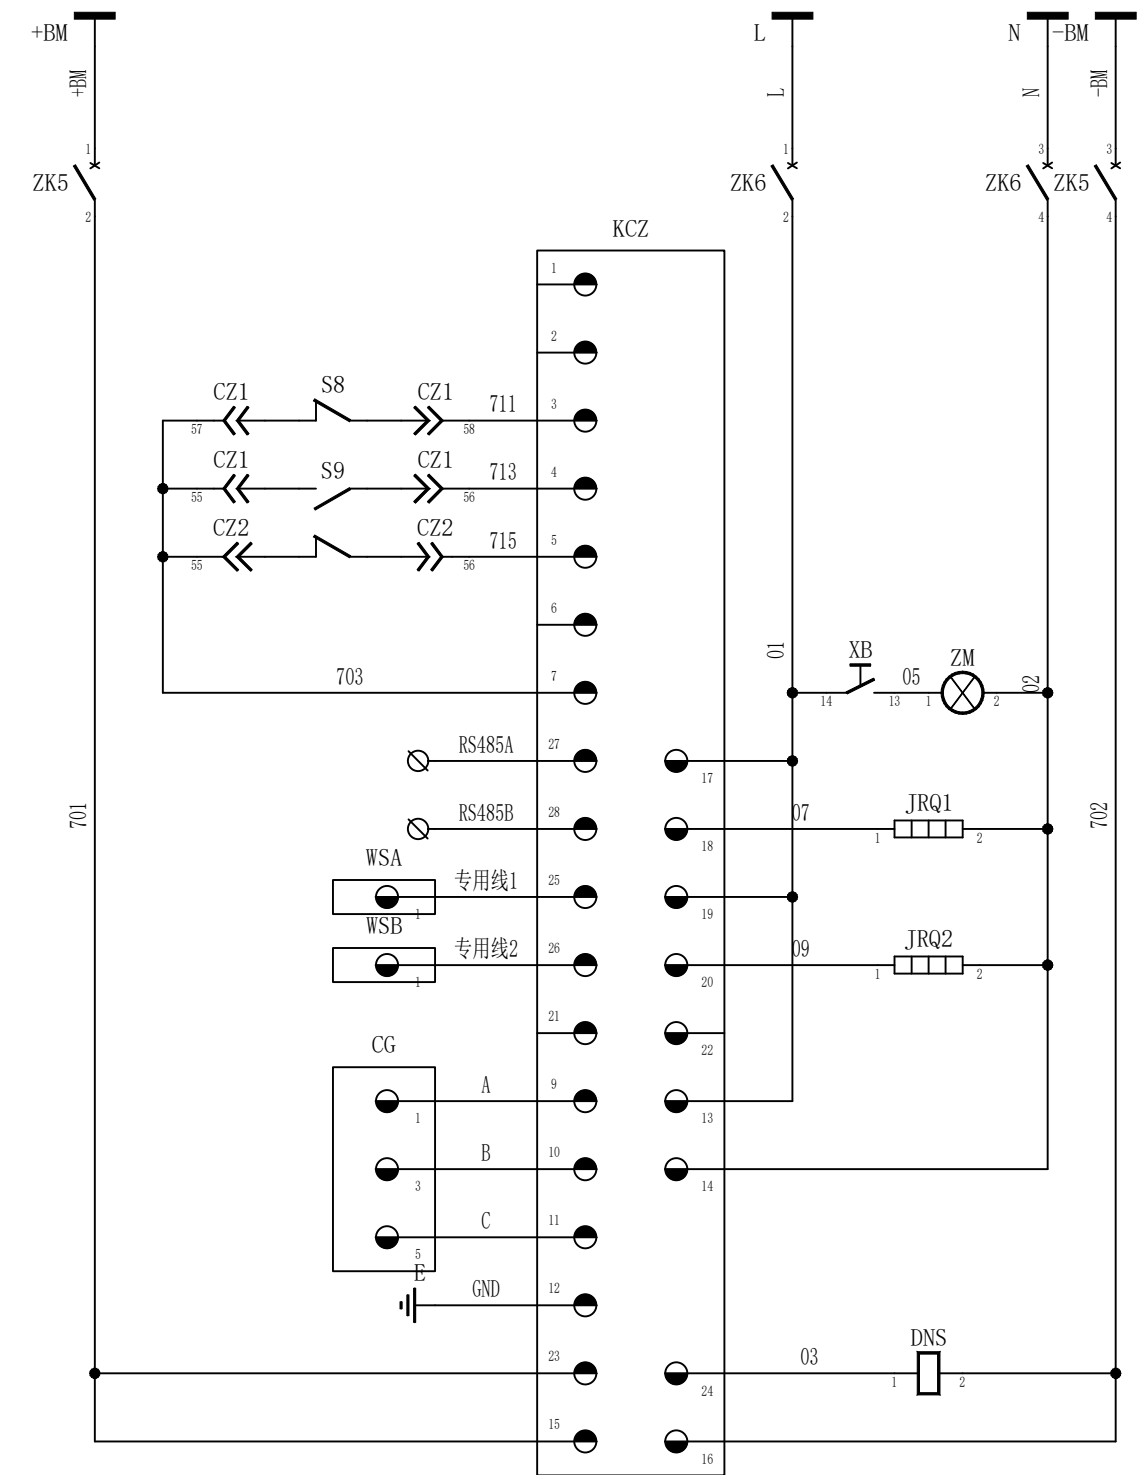 +BM L N -BM
+BM L N -BM
1 1 3 3
ZK5 ZK6 ZK6 ZK5
2 2 4 4
KCZ
1
2
CZ1 S8 CZ1 711 3
57 58
CZ1 S9 CZ1 713 4
55 56
CZ2 CZ2 715 5
55 56
6
01 XB 05 ZM 02
703 7
14 13 1 2
RS485A 27
17
701 702
RS485B 28 07 JRQ1
18 1 2
WSA 专用线1 25
1 19
WSB 专用线2 26 09 JRQ2
1 20 1 2
21
22
CG
A 9
1 13
B 10
3 14
C 11
5
E GND 12
23 03 DNS
24 1 2
15
16